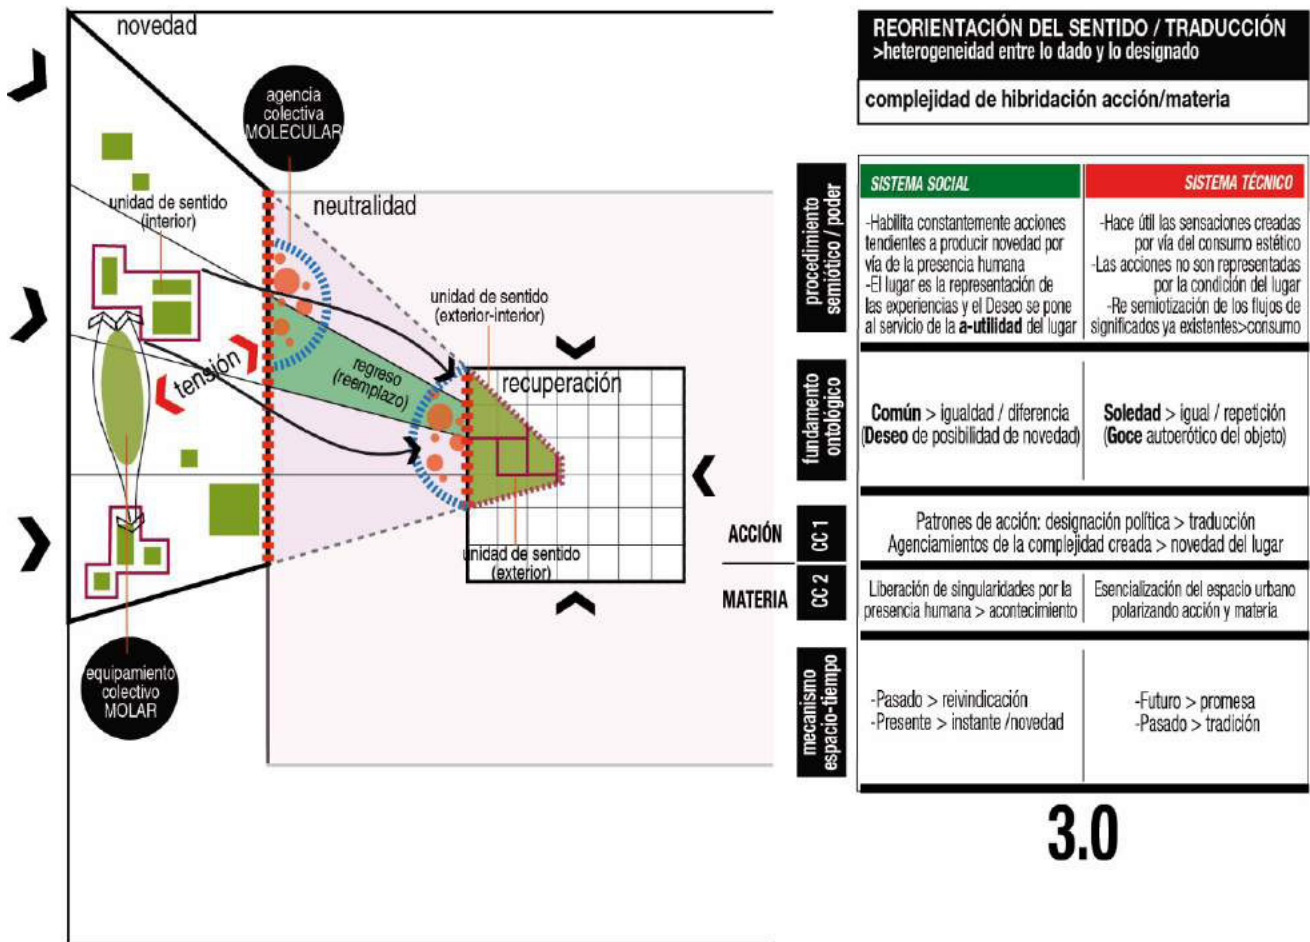 novedad
agencia
colectiva
MOLECULAR
unidad de sentido
(interior)
neutralidad
unidad de sentido
(exterior-interior)
tensión
regreso
(reemplazo)
recuperación
unidad de sentido
(exterior)
equipamiento
colectivo
MOLAR
REORIENTACIÓN DEL SENTIDO / TRADUCCIÓN
>heterogeneidad entre lo dado y lo designado
complejidad de hibridación acción/materia
procedimiento
semiótico / poder
SISTEMA SOCIAL
-Habilita constantemente acciones
tendientes a producir novedad por
vía de la presencia humana
-El lugar es la representación de
las experiencias y el Deseo se pone
al servicio de la a-utilidad del lugar
SISTEMA TÉCNICO
-Hace útil las sensaciones creadas
por vía del consumo estético
-Las acciones no son representadas
por la condición del lugar
-Re semiotización de los flujos de
significados ya existentes>consumo
fundamento
ontológico
Común > igualdad / diferencia
(Deseo de posibilidad de novedad)
Soledad > igual / repetición
(Goce autoerótico del objeto)
ACCIÓN
CC 1
Patrones de acción: designación política > traducción
Agenciamientos de la complejidad creada > novedad del lugar
MATERIA
CC 2
Liberación de singularidades por la
presencia humana > acontecimiento
Esencialización del espacio urbano
polarizando acción y materia
mecanismo
espacio-tiempo
-Pasado > reivindicación
-Presente > instante /novedad
-Futuro > promesa
-Pasado > tradición
3.0